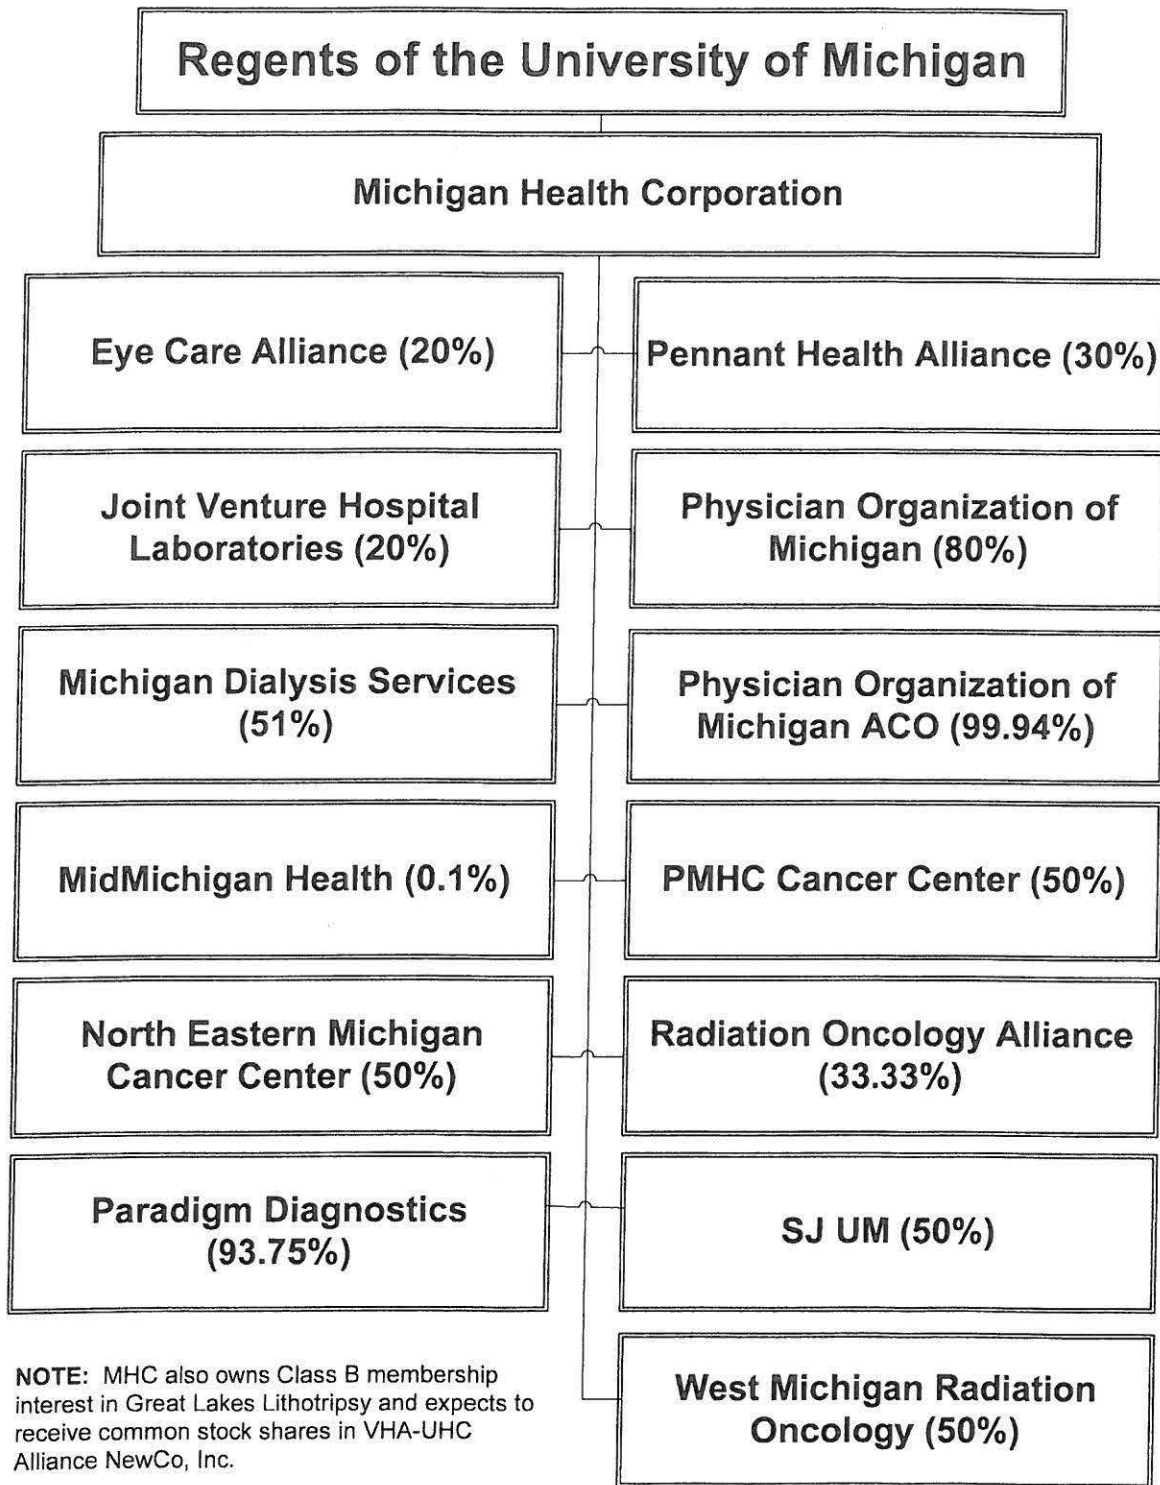 Regents of the University of Michigan
Michigan Health Corporation
Eye Care Alliance (20%)
Pennant Health Alliance (30%)
Joint Venture Hospital
Laboratories (20%)
Physician Organization of
Michigan (80%)
Michigan Dialysis Services
(51%)
Physician Organization of
Michigan ACO (99.94%)
MidMichigan Health (0.1%)
PMHC Cancer Center (50%)
North Eastern Michigan
Cancer Center (50%)
Radiation Oncology Alliance
(33.33%)
Paradigm Diagnostics
(93.75%)
SJ UM (50%)
West Michigan Radiation
Oncology (50%)
NOTE: MHC also owns Class B membership
interest in Great Lakes Lithotripsy and expects to
receive common stock shares in VHA-UHC
Alliance NewCo, Inc.